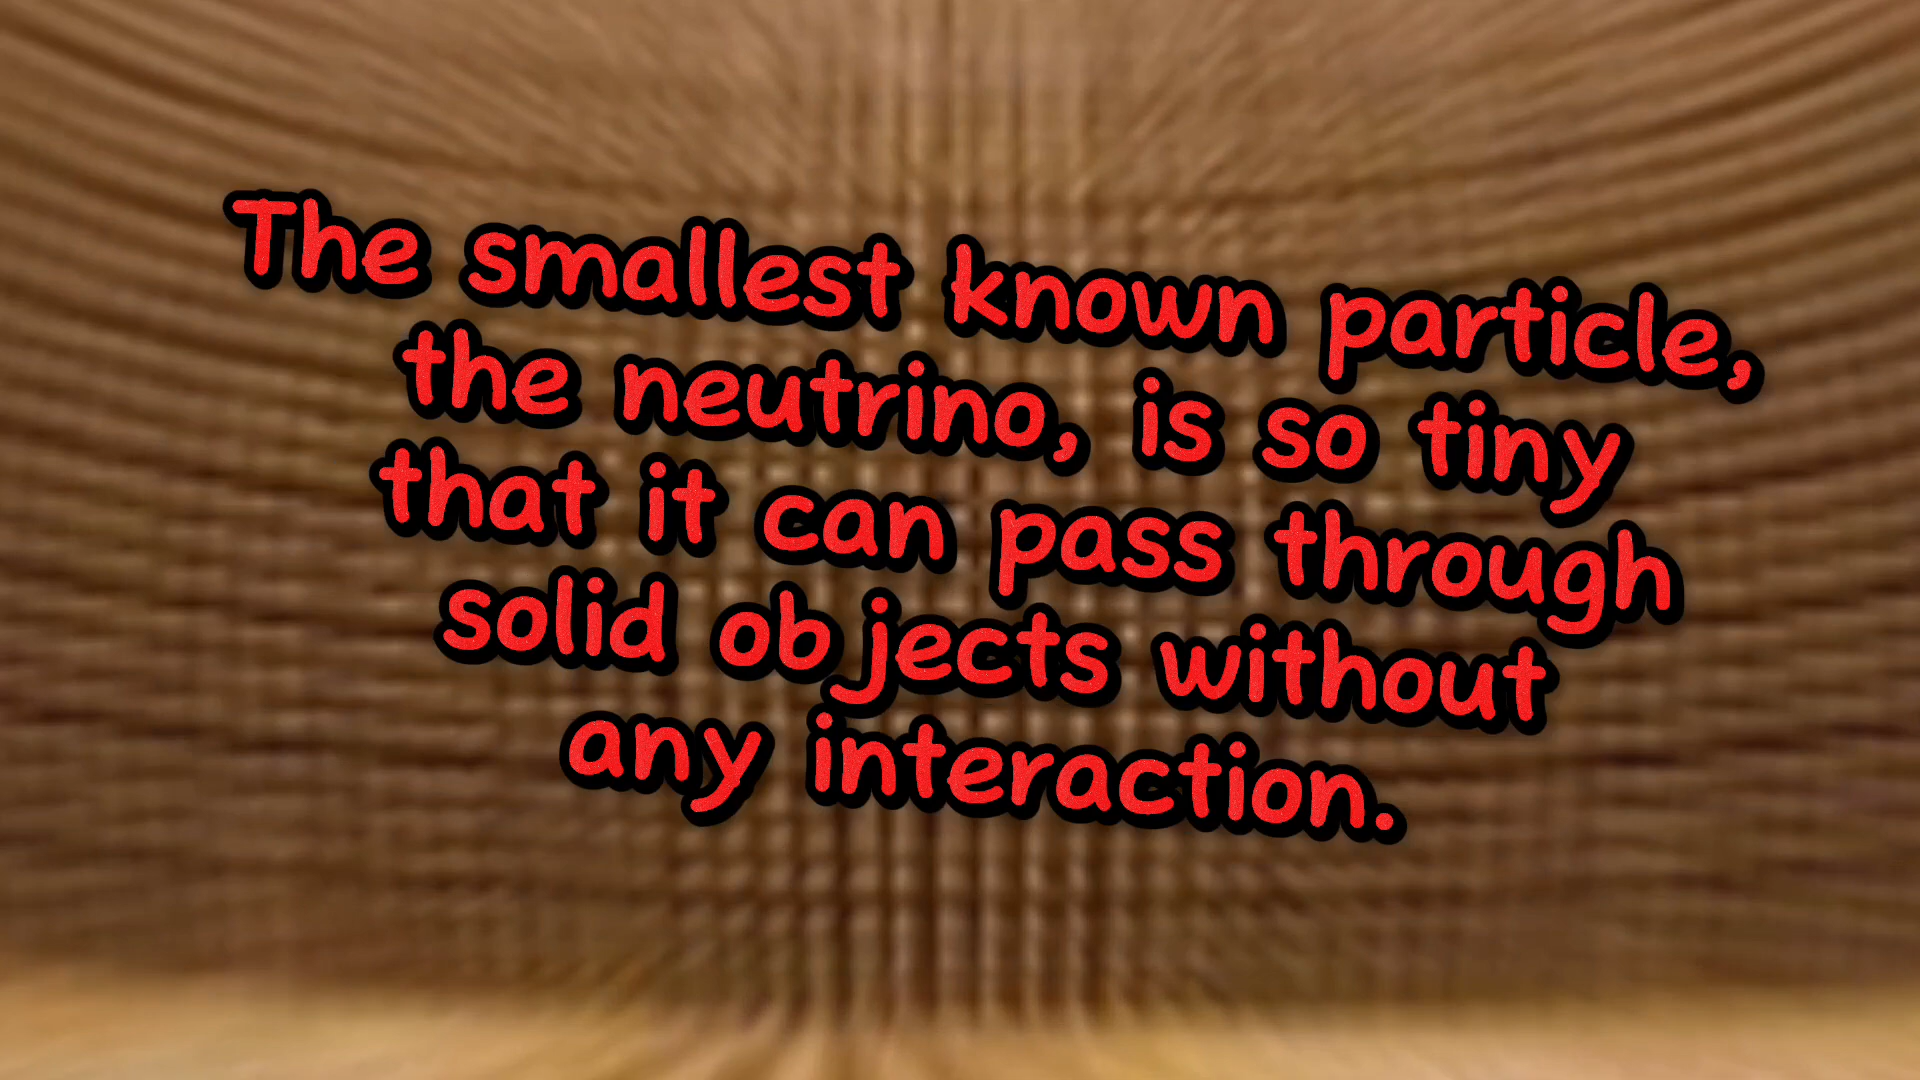 The smallest known particle,
the neutrino, is so tiny
that it can pass through
solid objects without
any interaction.